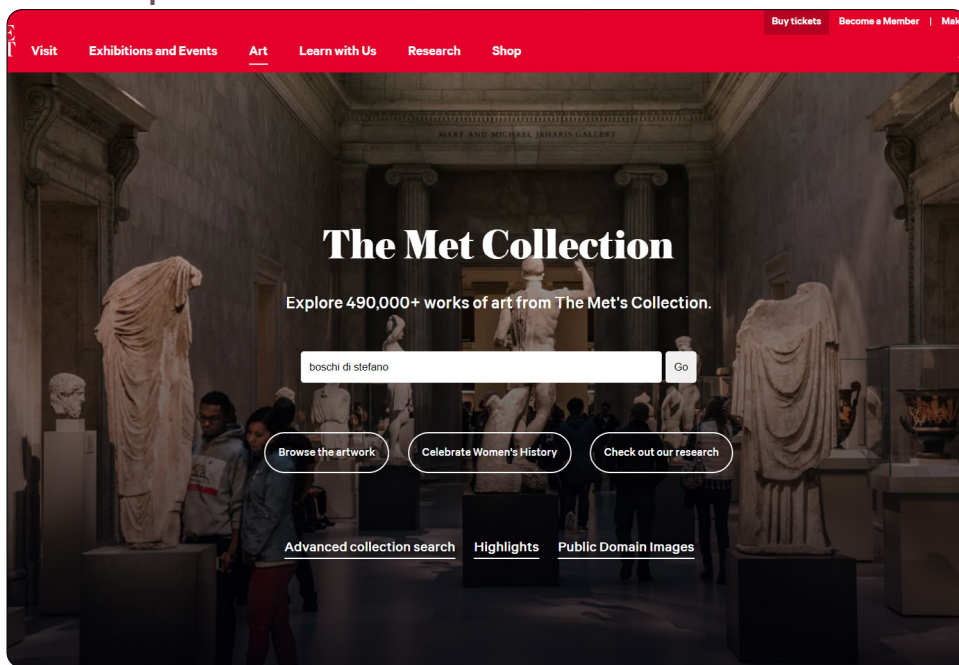 Buy tickets Become a Member | Mak
Visit Exhibitions and Events Art Learn with Us Research Shop
MARY AND MICHAEL JAHARIS GALLERY
The Met Collection
Explore 490,000+ works of art from The Met's Collection.
boschi di stefano Go
Browse the artwork Celebrate Women's History Check out our research
Advanced collection search Highlights Public Domain Images